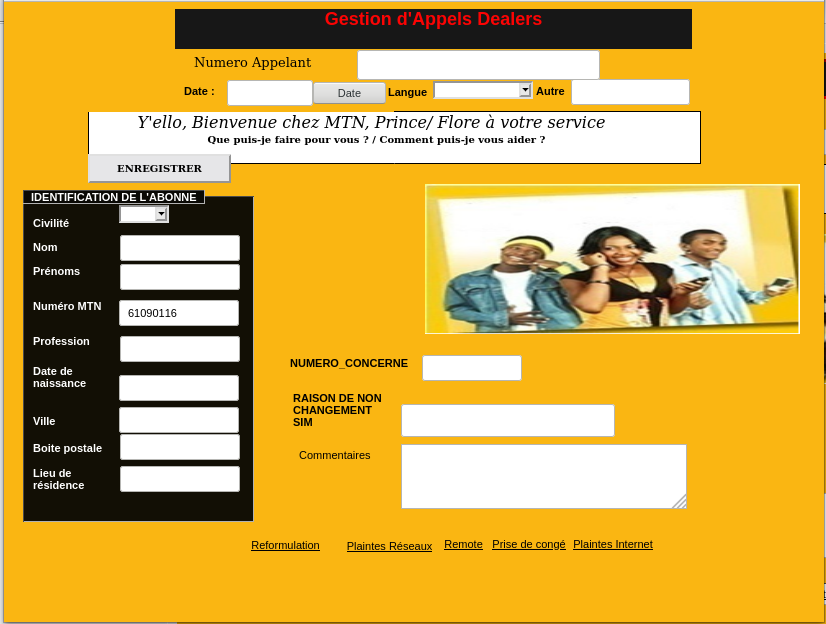 Gestion d'Appels Dealers
Numero Appelant
Date : Date Langue Autre
Y'ello, Bienvenue chez MTN, Prince/ Flore à votre service
Que puis-je faire pour vous ? / Comment puis-je vous aider ?
ENREGISTRER
IDENTIFICATION DE L'ABONNE
Civilité
Nom
Prénoms
Numéro MTN 61090116
Profession
Date de
naissance
Ville
Boite postale
Lieu de
résidence
NUMERO_CONCERNE
RAISON DE NON
CHANGEMENT
SIM
Commentaires
Reformulation Plaintes Réseaux Remote Prise de congé Plaintes Internet